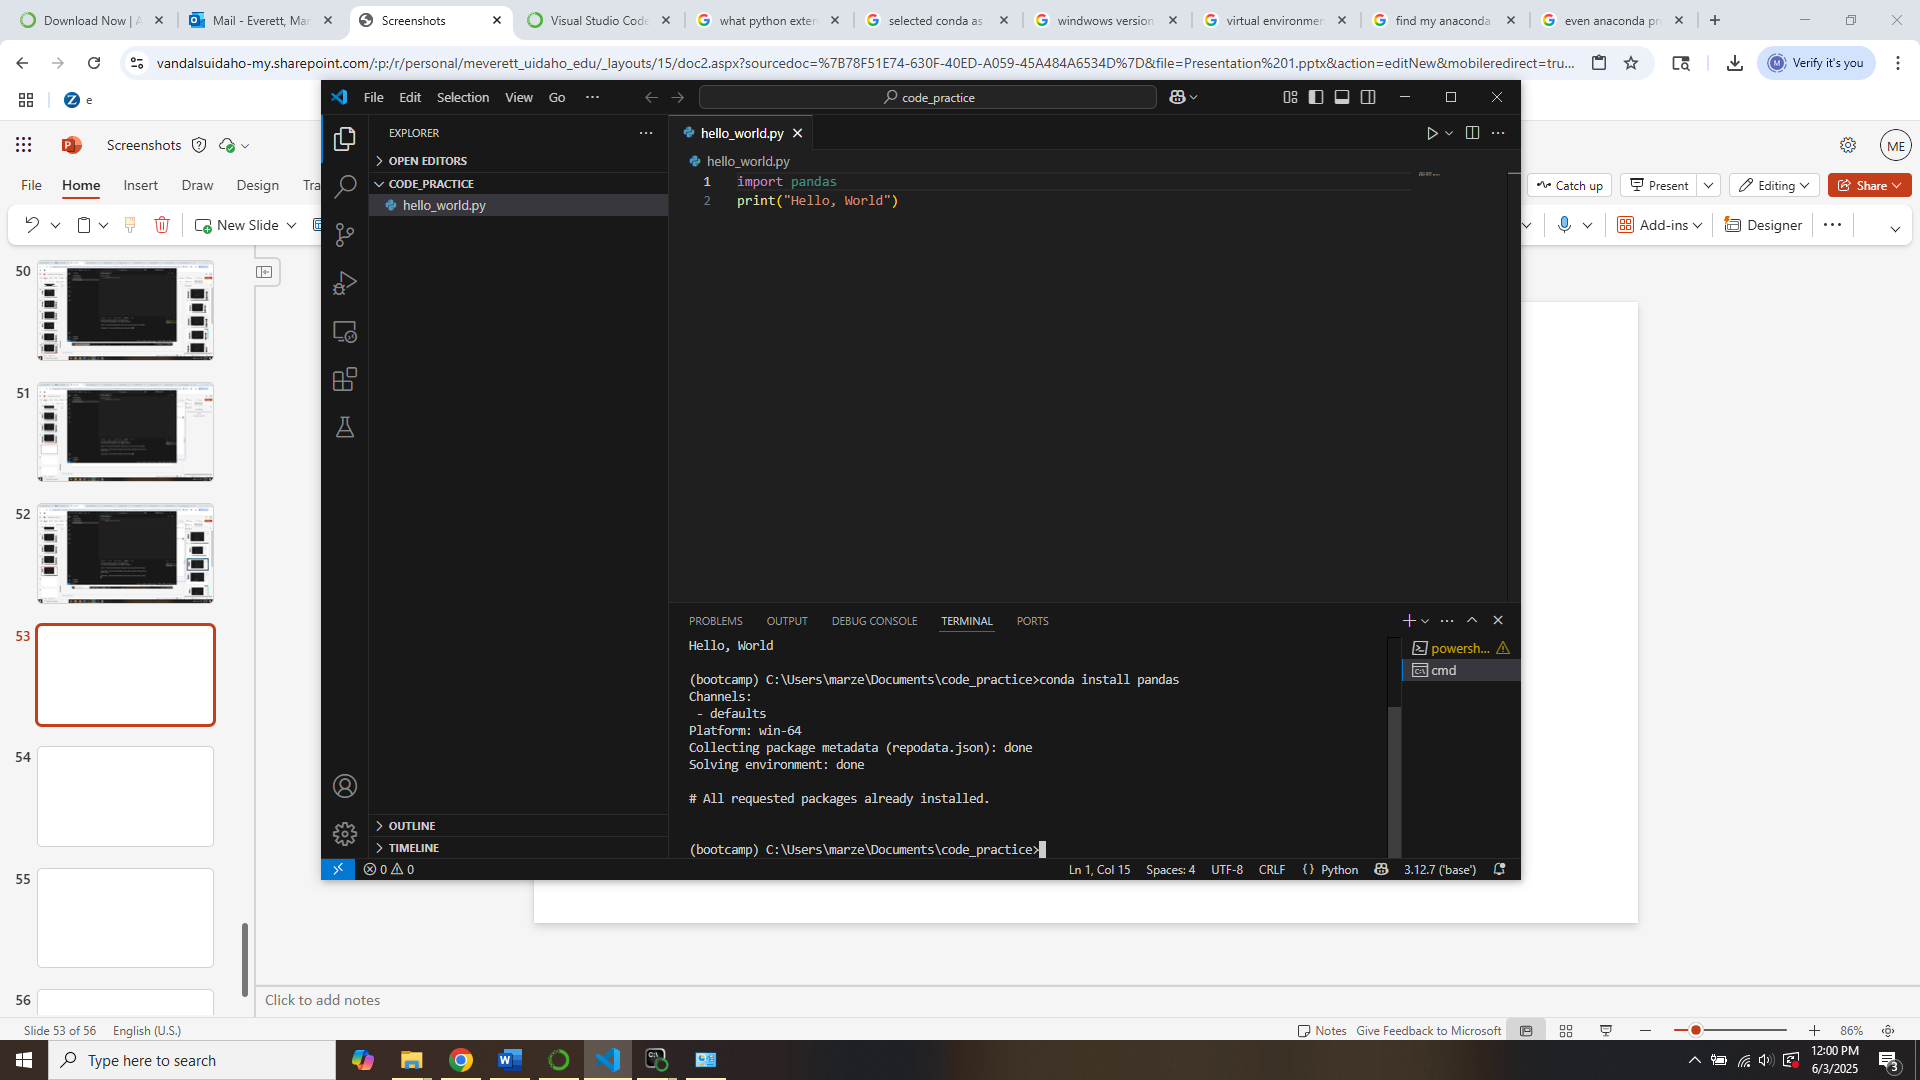 Download Now | A
Mail - Everett, Mar
Screenshots
Visual Studio Code
what python exten
selected conda as
windwows version
virtual environmen
find my anaconda
even anaconda pr
vandalsuidaho-my.sharepoint.com/:p:/r/personal/meverett_uidaho_edu/_layouts/15/doc2.aspx?sourcedoc=%7B78F51E74-630F-40ED-A059-45A484A6534D%7D&file=Presentation%201.pptx&action=editNew&mobileredirect=tru...
Verify it's you
e
File Edit Selection View Go ···
code_practice
Screenshots
ME
File Home Insert Draw Design Tra
Catch up Present Editing Share
New Slide
Add-ins Designer
EXPLORER
OPEN EDITORS
CODE_PRACTICE
hello_world.py
OUTLINE
TIMELINE
hello_world.py
hello_world.py
1 import pandas
2 print("Hello, World")
PROBLEMS OUTPUT DEBUG CONSOLE TERMINAL PORTS
Hello, World
(bootcamp) C:\Users\marze\Documents\code_practice>conda install pandas
Channels:
- defaults
Platform: win-64
Collecting package metadata (repodata.json): done
Solving environment: done
# All requested packages already installed.
(bootcamp) C:\Users\marze\Documents\code_practice>
powersh...
cmd
0 0
Ln 1, Col 15 Spaces: 4 UTF-8 CRLF {} Python 3.12.7 ('base')
50
51
52
53
54
55
56
Click to add notes
Slide 53 of 56 English (U.S.)
Notes Give Feedback to Microsoft 86%
Type here to search
12:00 PM
6/3/2025
3